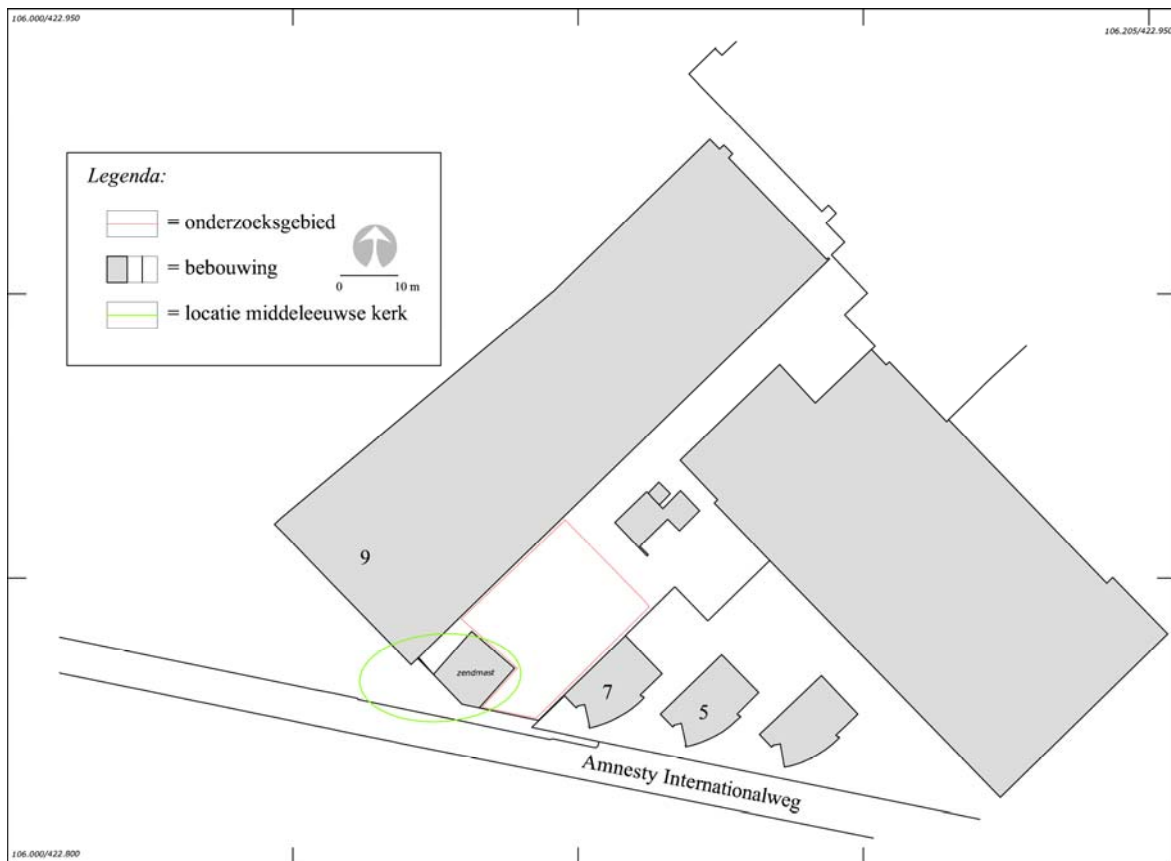 106.000/422.950
106.205/422.950
Legenda:
= onderzoeksgebied
= bebouwing
0 10 m
= locatie middeleeuwse kerk
9
zendmast
7
5
Amnesty Internationalweg
106.000/422.800